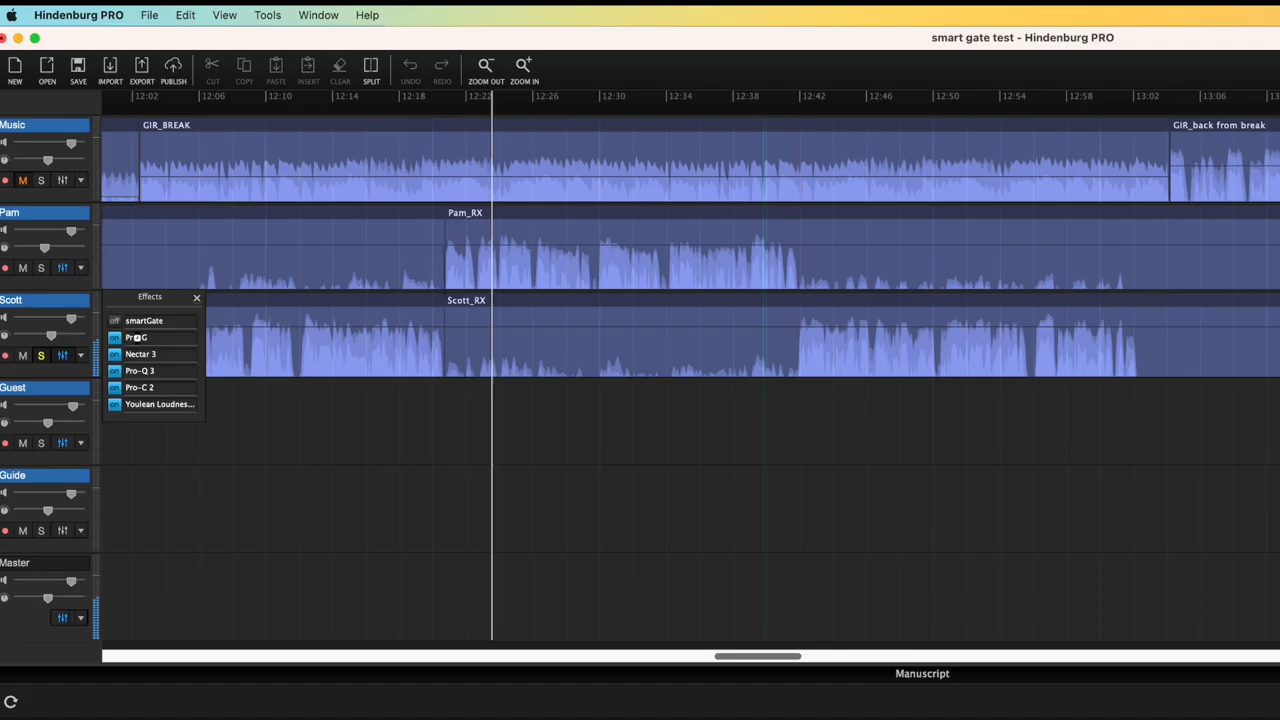 Hindenburg PRO File Edit View Tools Window Help
smart gate test - Hindenburg PRO
NEW OPEN SAVE IMPORT EXPORT PUBLISH CUT COPY PASTE INSERT CLEAR SPLIT UNDO REDO ZOOM OUT ZOOM IN
12:02 12:06 12:10 12:14 12:18 12:22 12:26 12:30 12:34 12:38 12:42 12:46 12:50 12:54 12:58 13:02 13:06
Music GIR_BREAK GIR_back from break
M S
Pam Pam_RX
M S
Scott Effects Scott_RX
off smartGate
on
on Nectar 3
M S
on Pro-Q 3
on Pro-C 2
Guest
on Youlean Loudnes...
M S
Guide
M S
Master
Manuscript